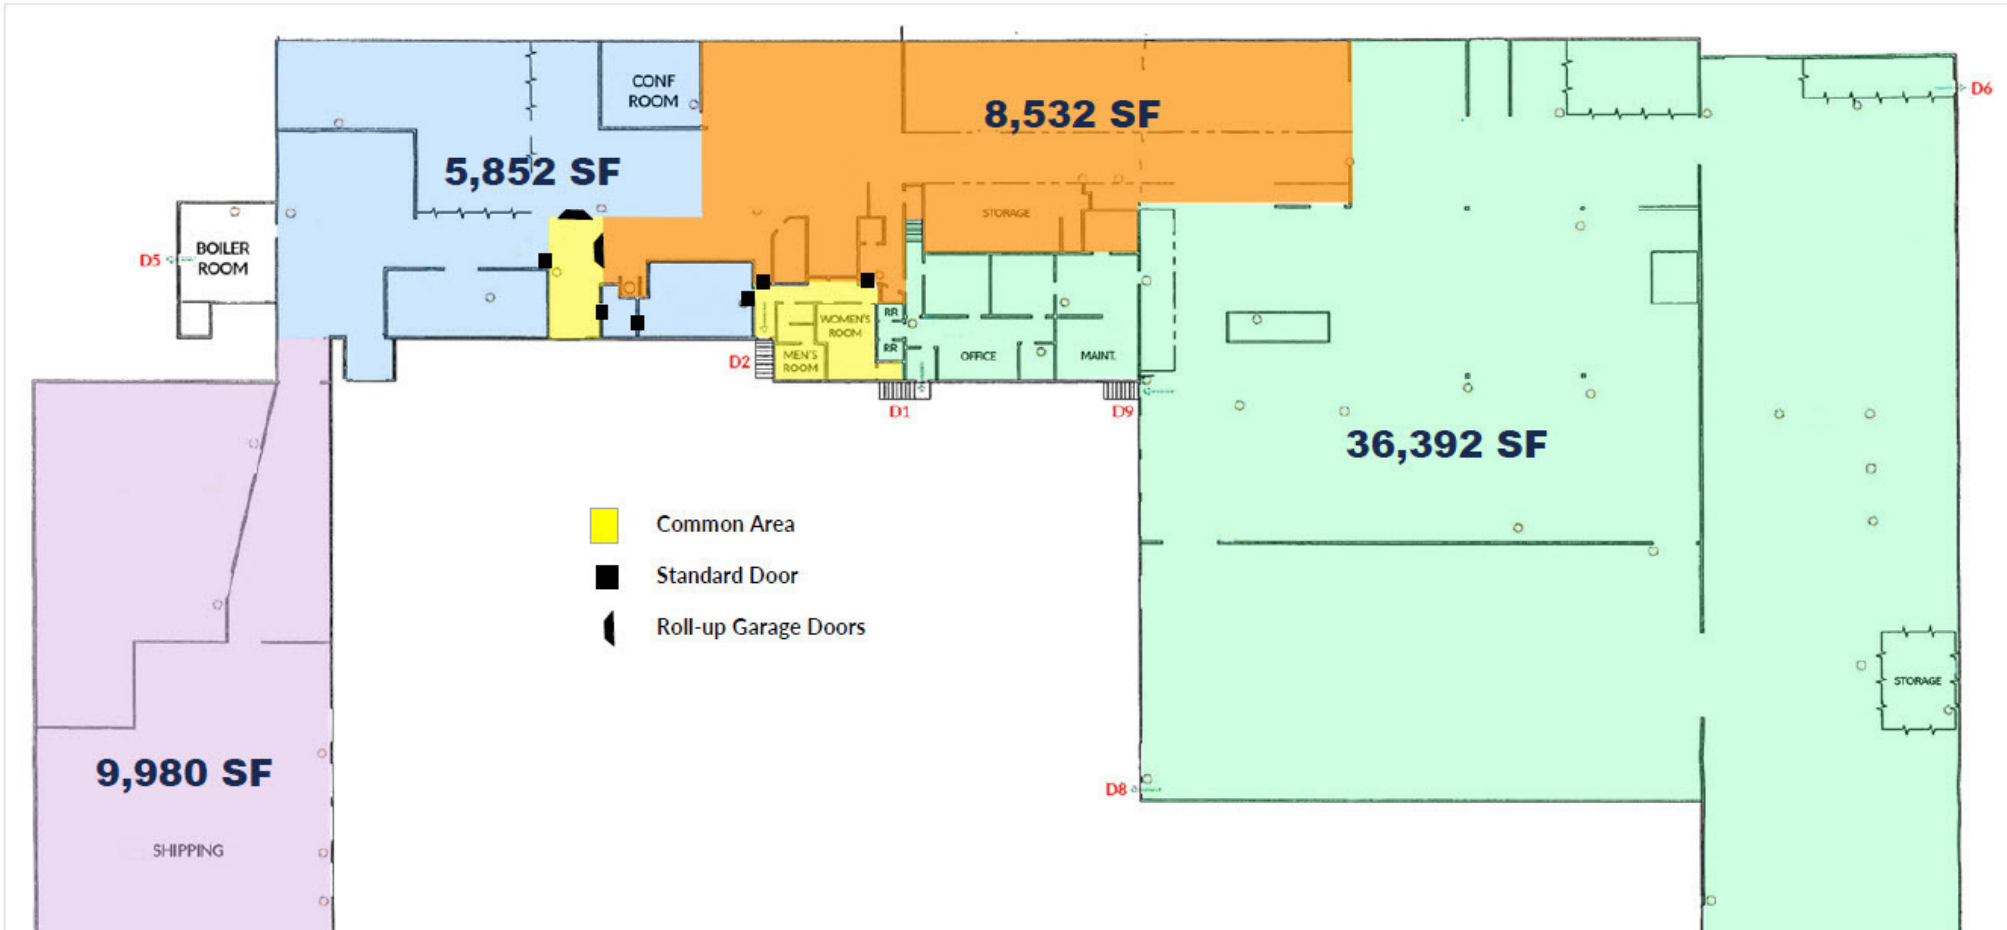 CONF
ROOM
8,532 SF
D6
5,852 SF
STORAGE
BOILER
ROOM
D5
RR
WOMEN'S
ROOM
RR
MEN'S
ROOM
OFFICE
MAINT.
D2
D1
D9
36,392 SF
Common Area
Standard Door
Roll-up Garage Doors
STORAGE
9,980 SF
D8
SHIPPING